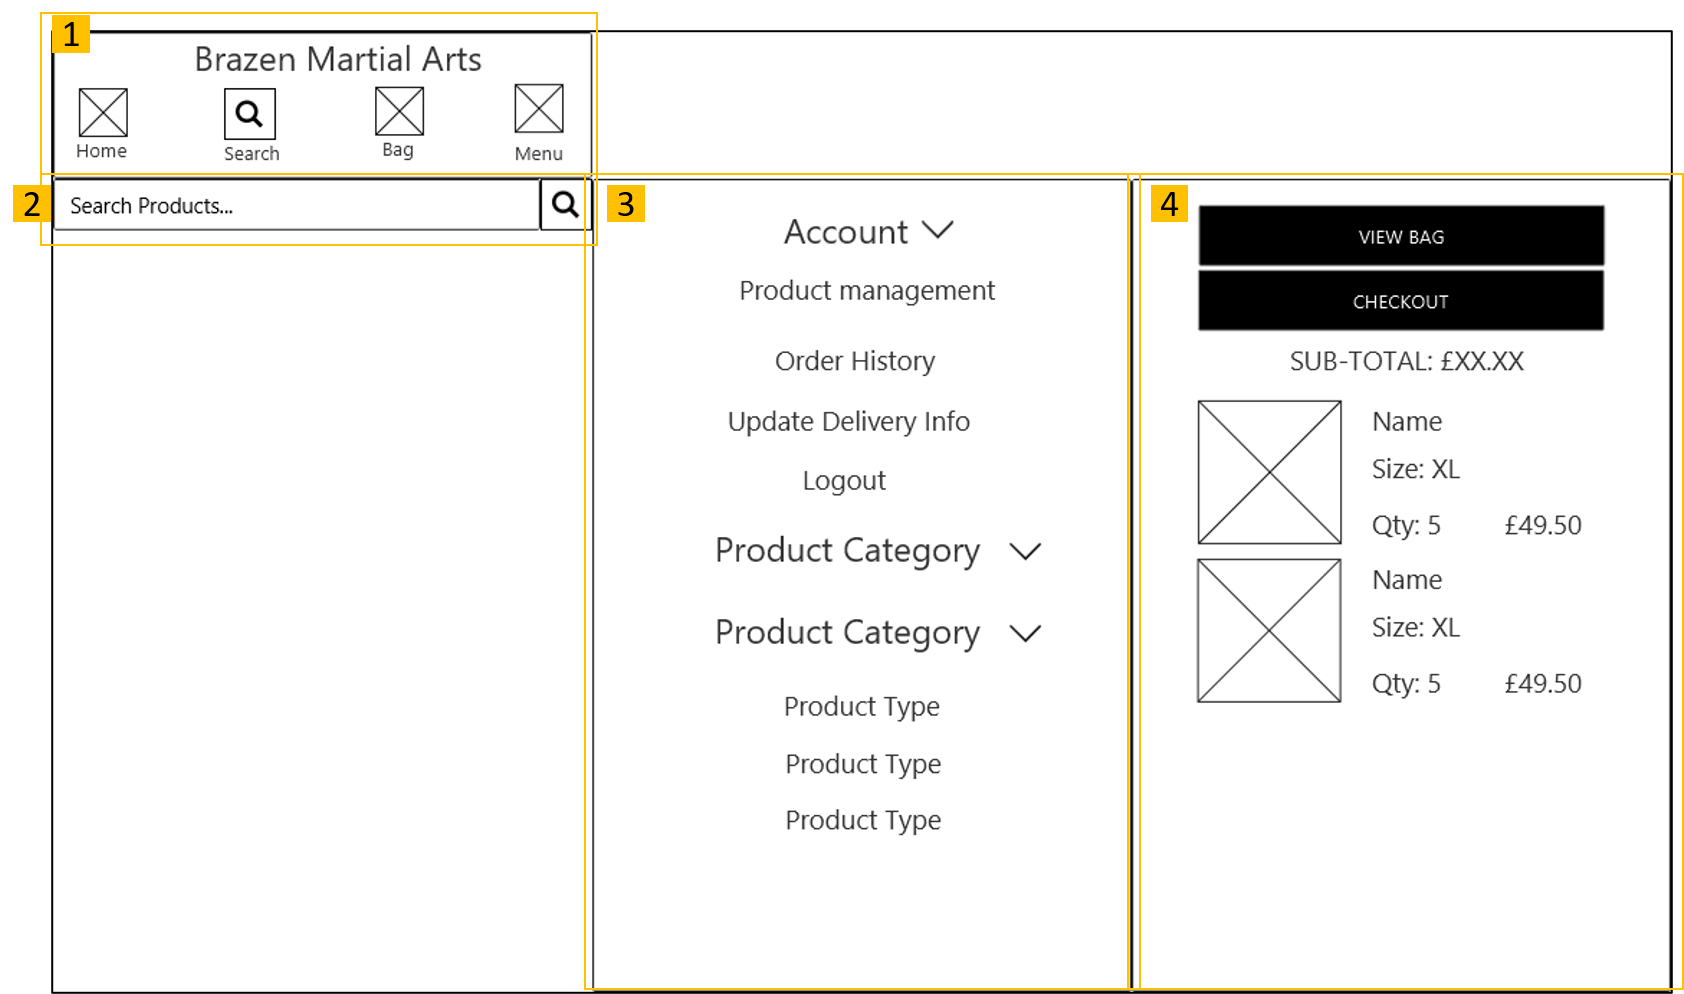 1
Brazen Martial Arts
Home
Search
Bag
Menu
2
Search Products...
3
Account
Product management
Order History
Update Delivery Info
Logout
Product Category
Product Category
Product Type
Product Type
Product Type
4
VIEW BAG
CHECKOUT
SUB-TOTAL: £XX.XX
Name
Size: XL
Qty: 5 £49.50
Name
Size: XL
Qty: 5 £49.50